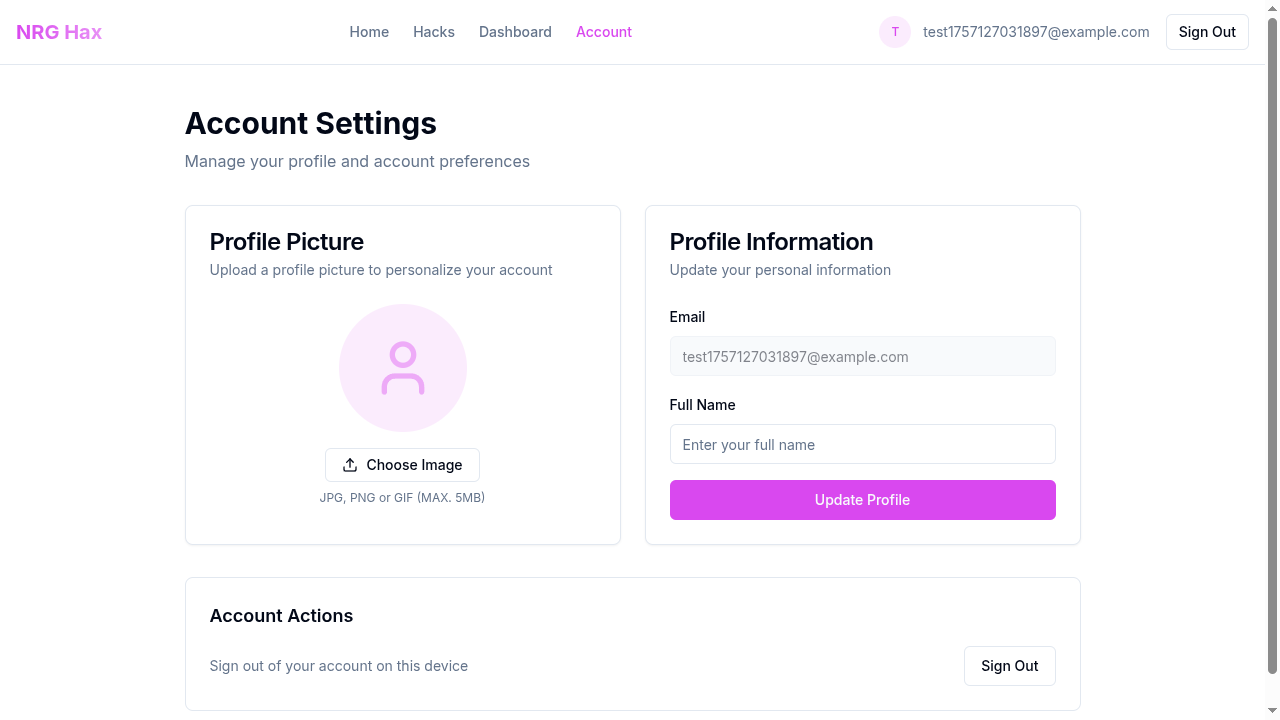 NRG Hax
Home
Hacks
Dashboard
Account
T
test1757127031897@example.com
Sign Out
Account Settings
Manage your profile and account preferences
Profile Picture
Upload a profile picture to personalize your account
Choose Image
JPG, PNG or GIF (MAX. 5MB)
Profile Information
Update your personal information
Email
test1757127031897@example.com
Full Name
Enter your full name
Update Profile
Account Actions
Sign out of your account on this device
Sign Out